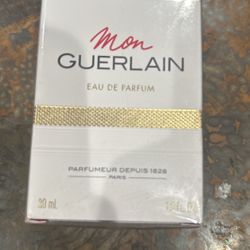 Mon
GUERLAIN
EAU DE PARFUM
PARFUMEUR DEPUIS 1828
PARIS
30 mL